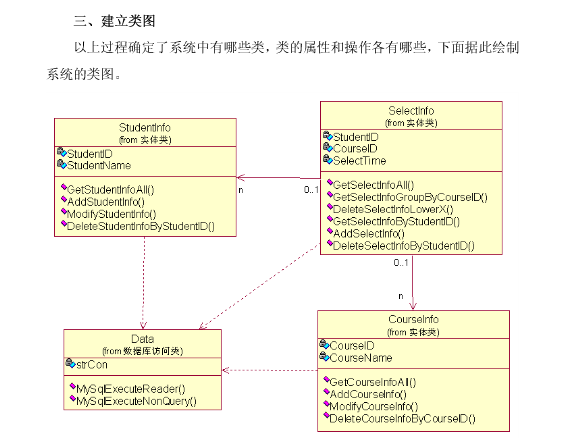 三、建立类图
以上过程确定了系统中有哪些类，类的属性和操作各有哪些，下面据此绘制
系统的类图。
StudentInfo
(from 实体类)
StudentID
StudentName
GetStudentInfoAll()
AddStudentInfo()
ModifyStudentInfo()
DeleteStudentInfoByStudentID()
SelectInfo
(from 实体类)
StudentID
CourseID
SelectTime
GetSelectInfoAll()
GetSelectInfoGroupByCourseID()
DeleteSelectInfoLowerX()
GetSelectInfoByStudentID()
AddSelectInfo()
DeleteSelectInfoByStudentID()
n
0..1
0..1
n
Data
(from 数据库访问类)
strCon
MySqlExecuteReader()
MySqlExecuteNonQuery()
CourseInfo
(from 实体类)
CourseID
CourseName
GetCourseInfoAll()
AddCourseInfo()
ModifyCourseInfo()
DeleteCourseInfoByCourseID()